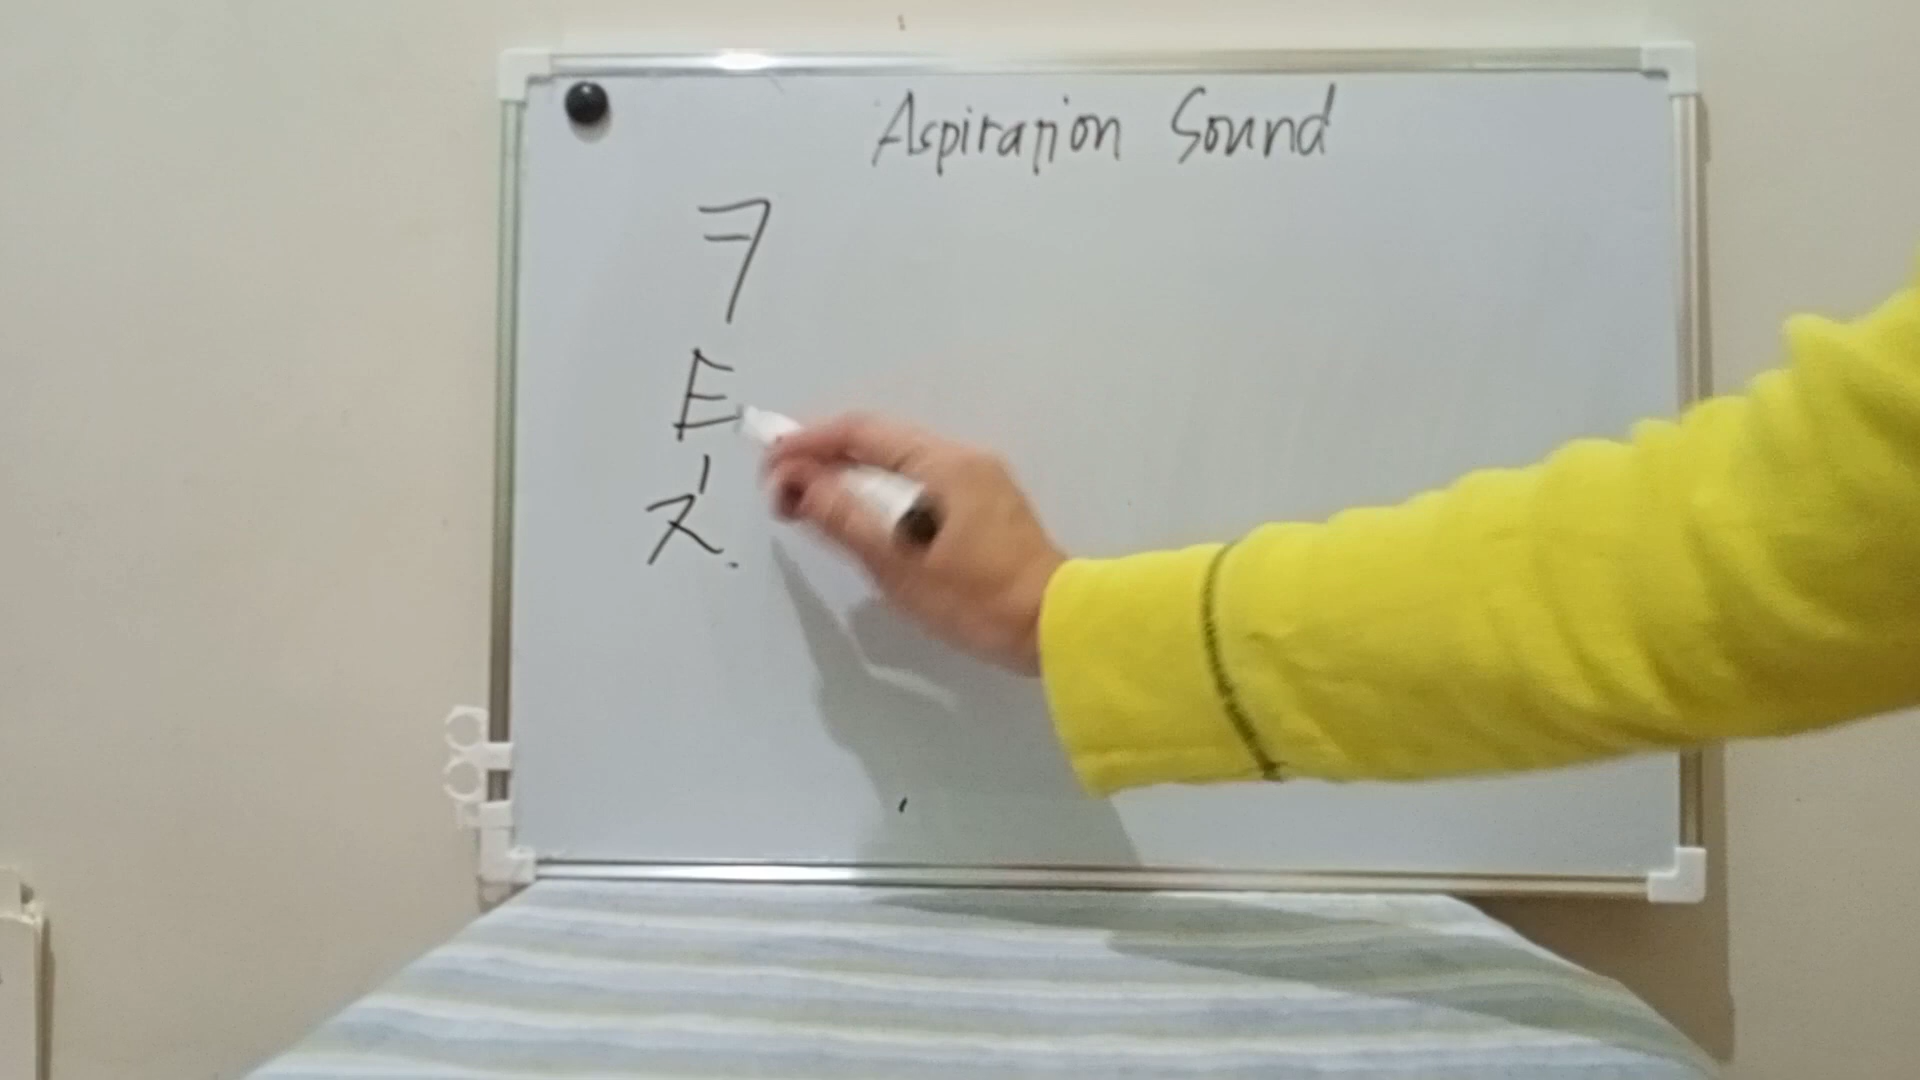 Aspiration Sound
ㅋ
ㅌ
ㅊ